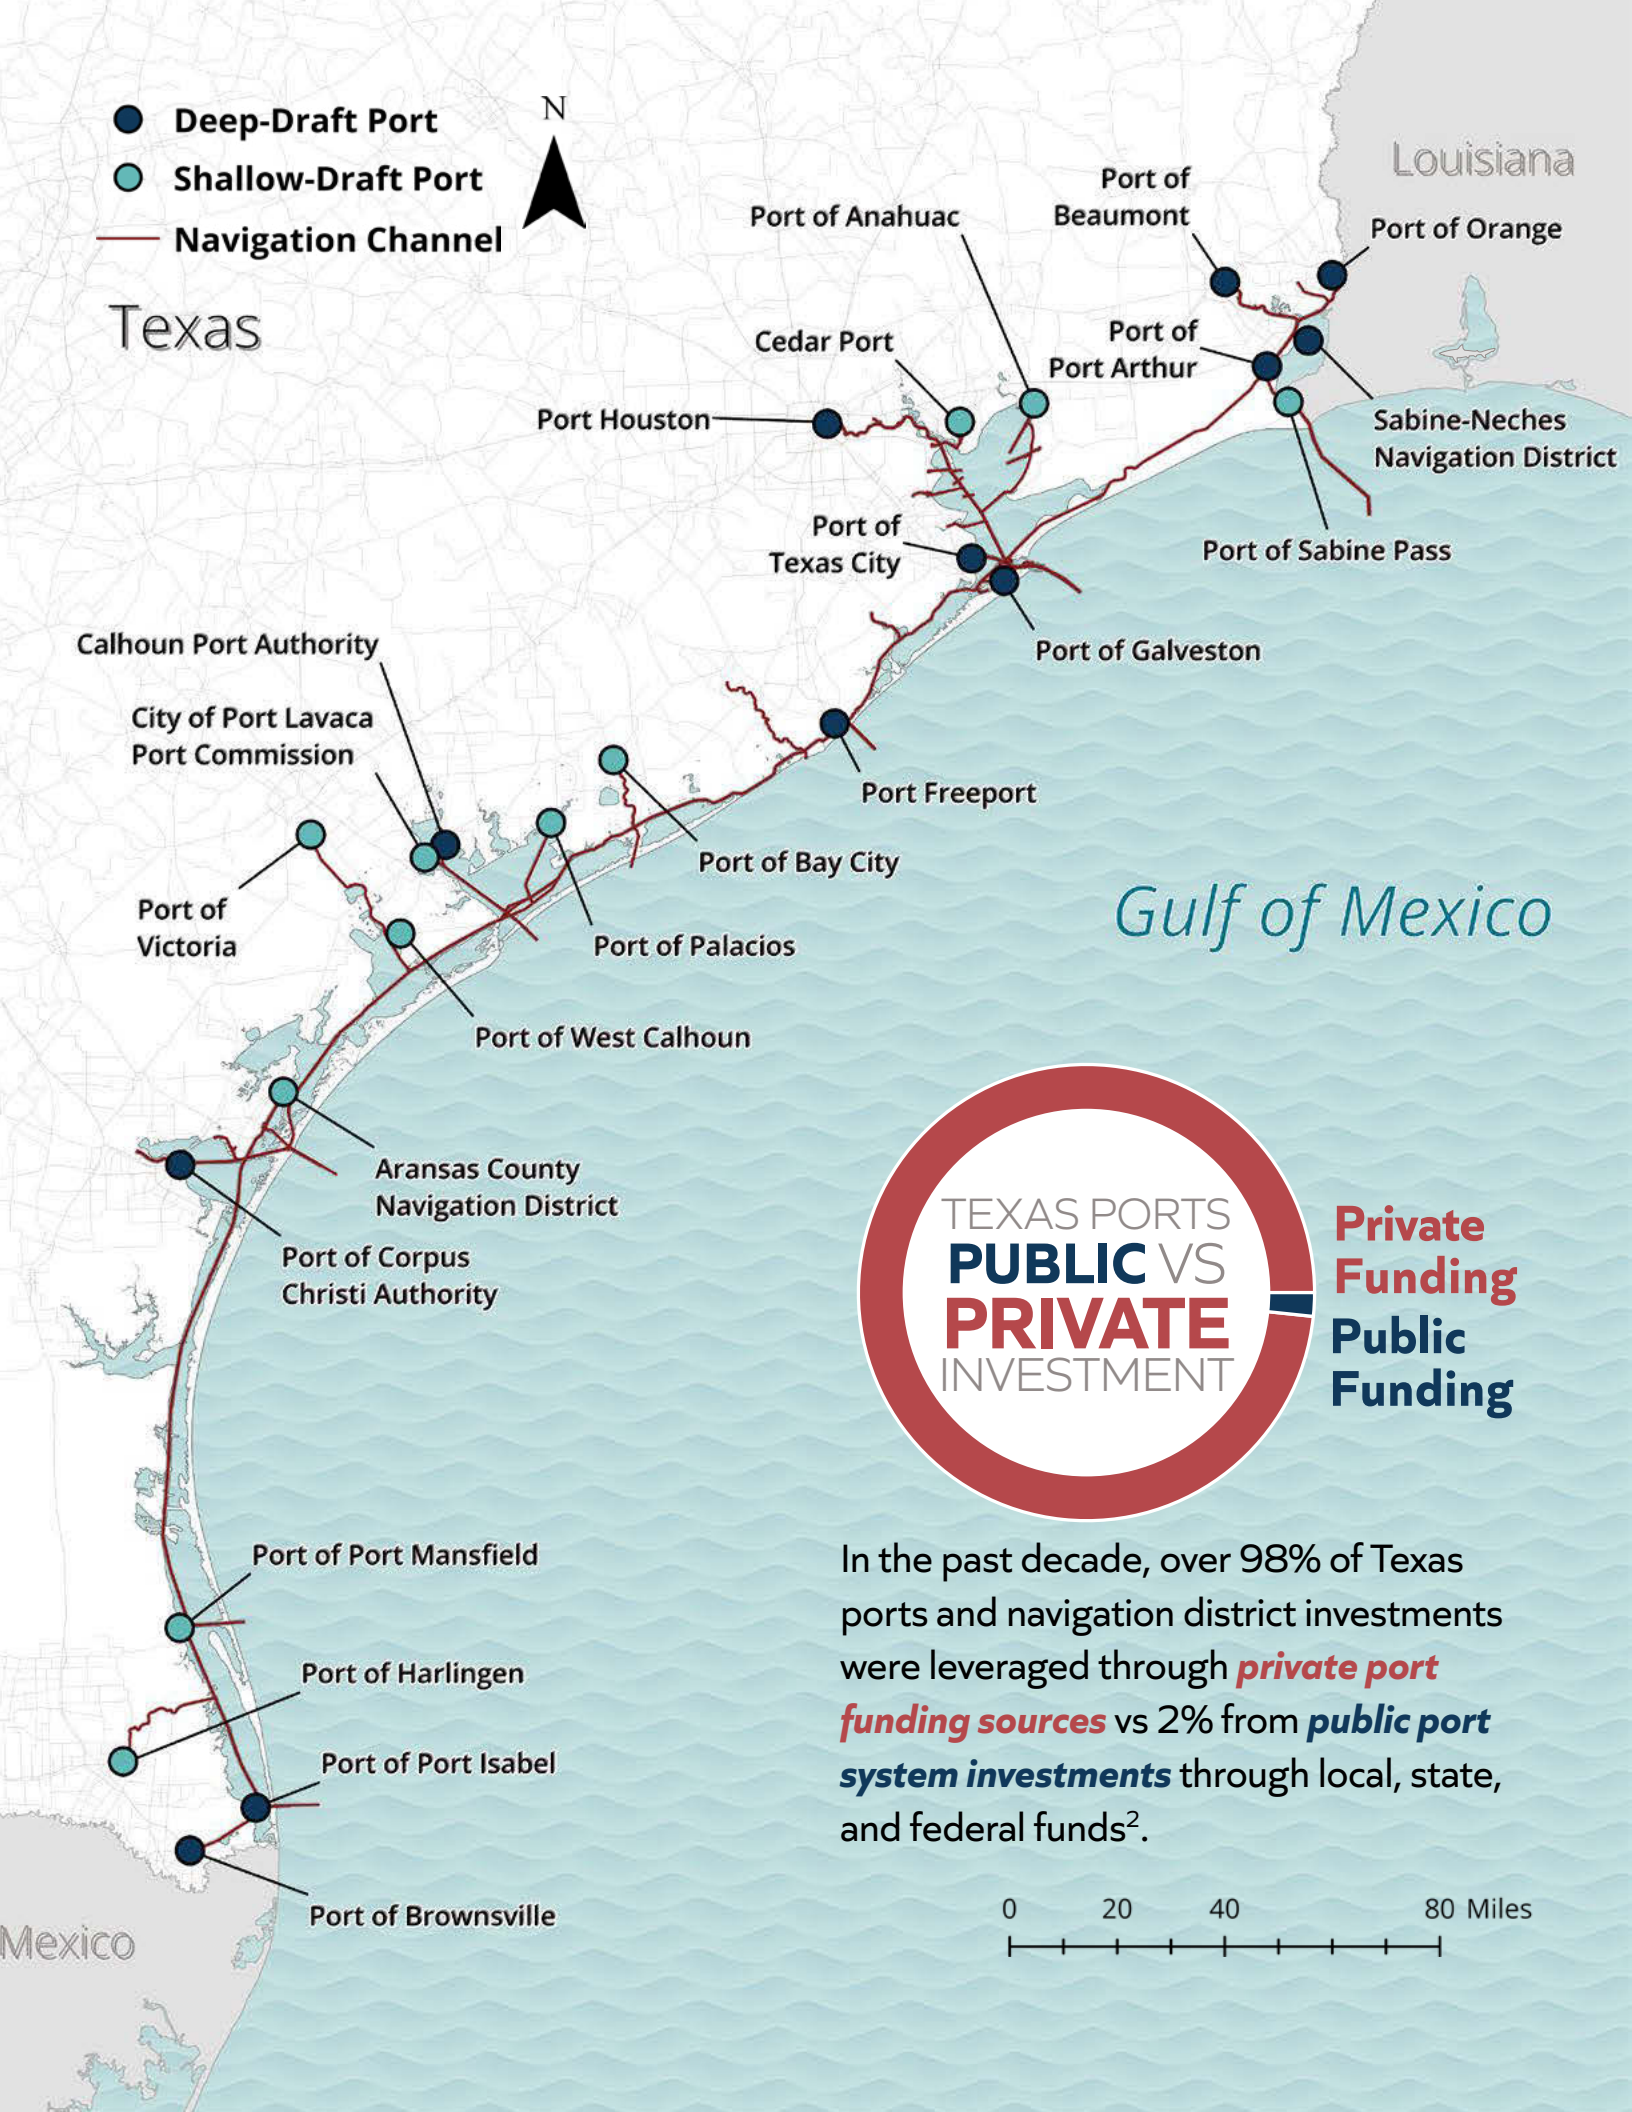 Deep-Draft Port
Shallow-Draft Port
Navigation Channel
N
Texas
Louisiana
Port of
Beaumont
Port of Orange
Port of Anahuac
Cedar Port
Port of
Port Arthur
Port Houston
Sabine-Neches
Navigation District
Port of
Texas City
Port of Sabine Pass
Port of Galveston
Calhoun Port Authority
City of Port Lavaca
Port Commission
Port Freeport
Port of Bay City
Port of
Victoria
Port of Palacios
Gulf of Mexico
Port of West Calhoun
Aransas County
Navigation District
Port of Corpus
Christi Authority
TEXAS PORTS
PUBLIC VS
PRIVATE
INVESTMENT
Private
Funding
Public
Funding
In the past decade, over 98% of Texas
ports and navigation district investments
were leveraged through private port
funding sources vs 2% from public port
system investments through local, state,
and federal funds².
Port of Port Mansfield
Port of Harlingen
Port of Port Isabel
Port of Brownsville
Mexico
0 20 40 80 Miles